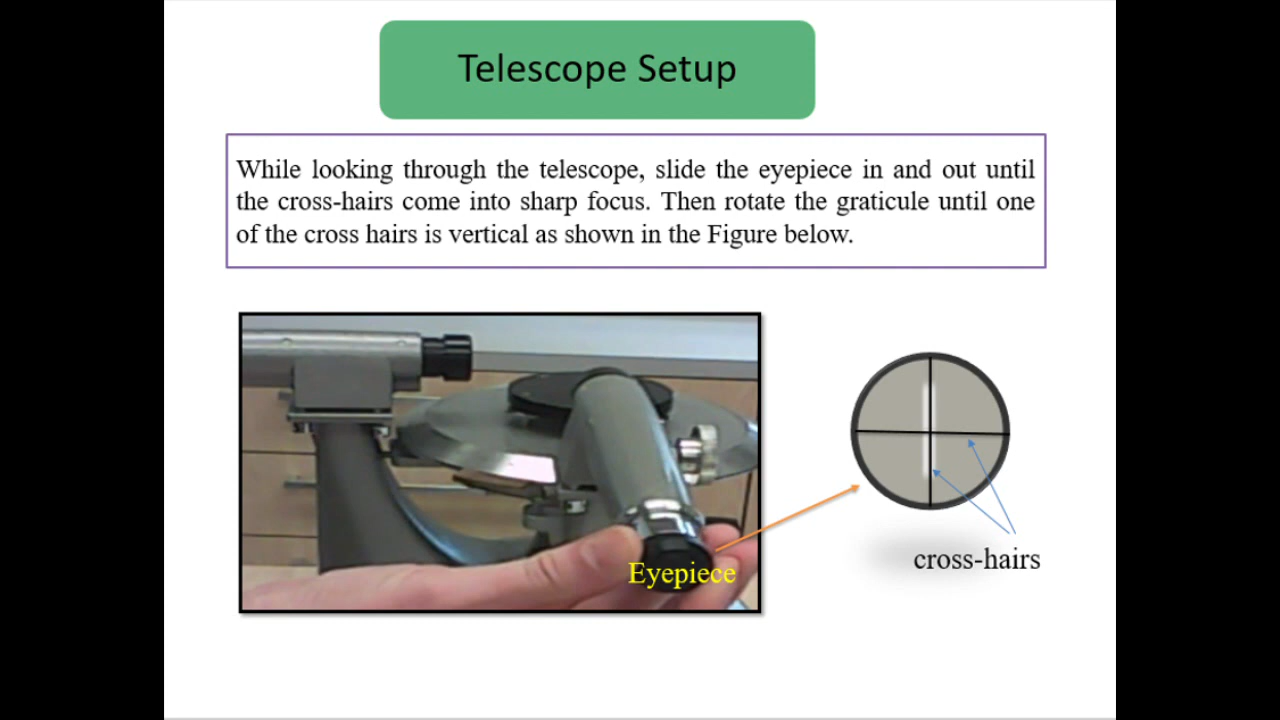 Telescope Setup
While looking through the telescope, slide the eyepiece in and out until
the cross-hairs come into sharp focus. Then rotate the graticule until one
of the cross hairs is vertical as shown in the Figure below.
Eyepiece
cross-hairs